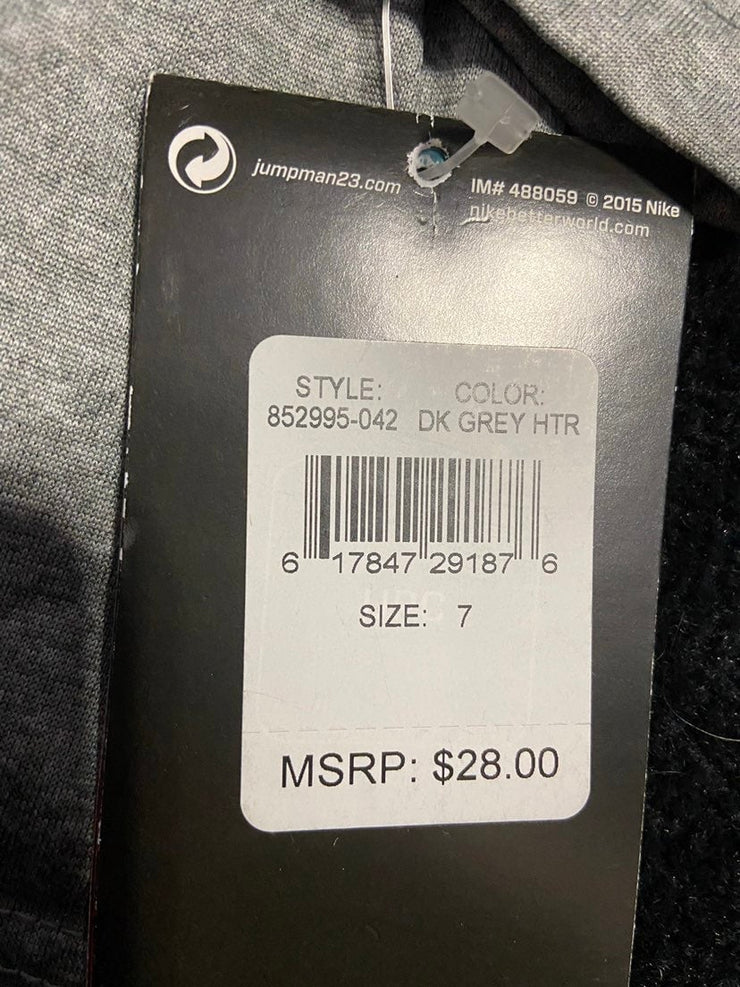 jumpman23.com
IM# 488059 © 2015 Nike
nikebetterworld.com
STYLE: COLOR:
852995-042 DK GREY HTR
6 17847 29187 6
SIZE: 7
MSRP: $28.00